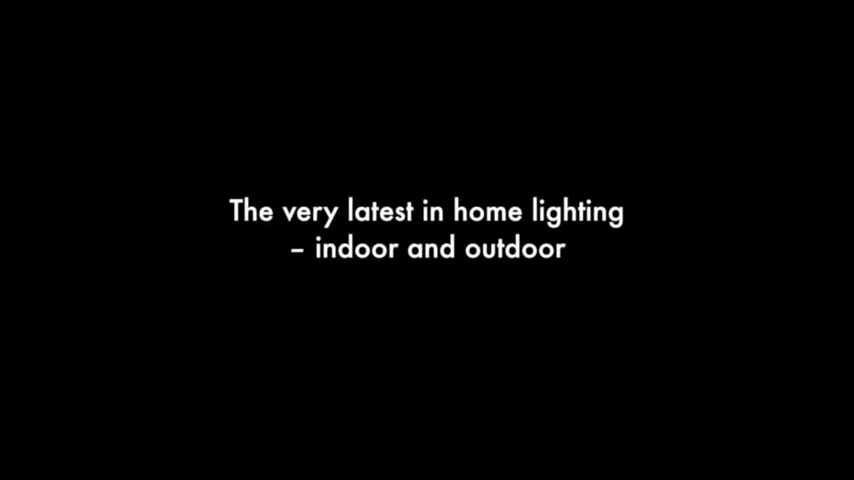 The very latest in home lighting
– indoor and outdoor